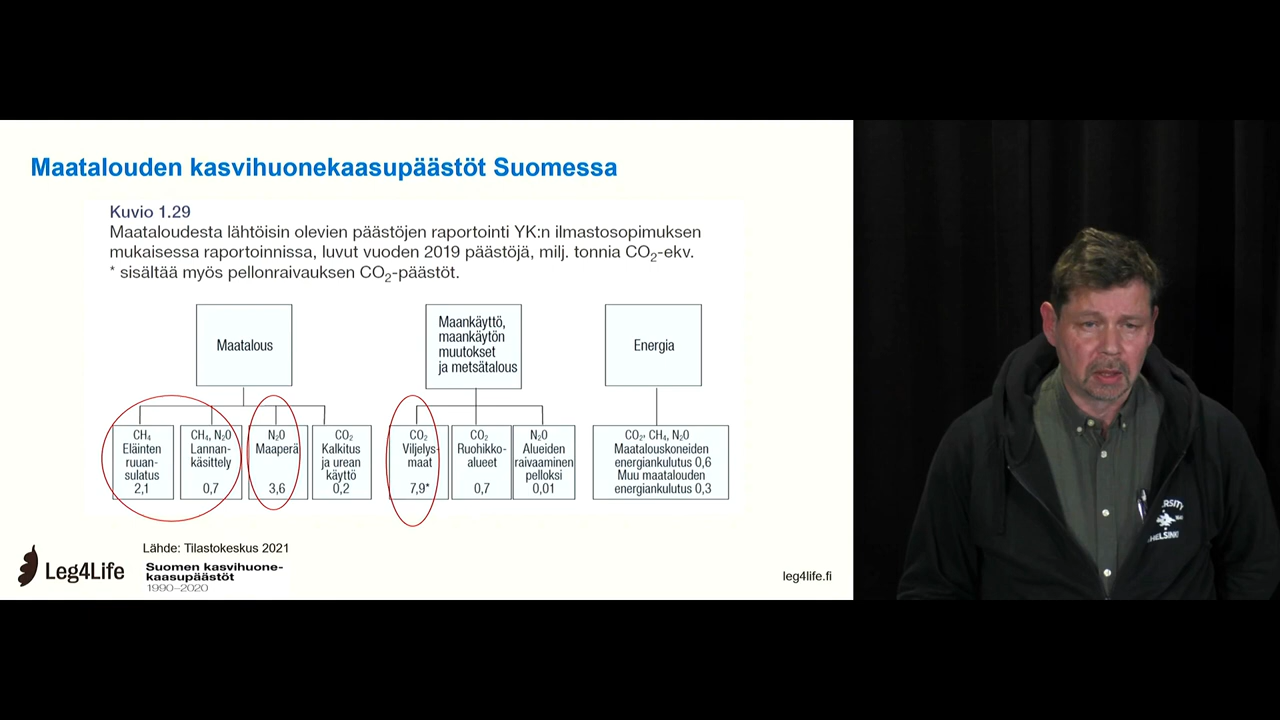 Maatalouden kasvihuonekaasupäästöt Suomessa
Kuvio 1.29
Maataloudesta lähtöisin olevien päästöjen raportointi YK:n ilmastosopimuksen
mukaisessa raportoinnissa, luvut vuoden 2019 päästöjä, milj. tonnia CO₂-ekv.
* sisältää myös pellonraivauksen CO₂-päästöt.
Maatalous
Maankäyttö,
maankäytön
muutokset
ja metsätalous
Energia
CH₄
Eläinten
ruuan-
sulatus
2,1
CH₄, N₂O
Lannan-
käsittely
0,7
N₂O
Maaperä
3,6
CO₂
Kalkitus
ja urean
käyttö
0,2
CO₂
Viljelys-
maat
7,9*
CO₂
Ruohikko-
alueet
0,7
N₂O
Alueiden
raivaaminen
pelloksi
0,01
CO₂, CH₄, N₂O
Maatalouskoneiden
energiankulutus 0,6
Muu maatalouden
energiankulutus 0,3
Lähde: Tilastokeskus 2021
Suomen kasvihuone-
kaasupäästöt
1990–2020
Leg4Life
leg4life.fi
HELSINKI